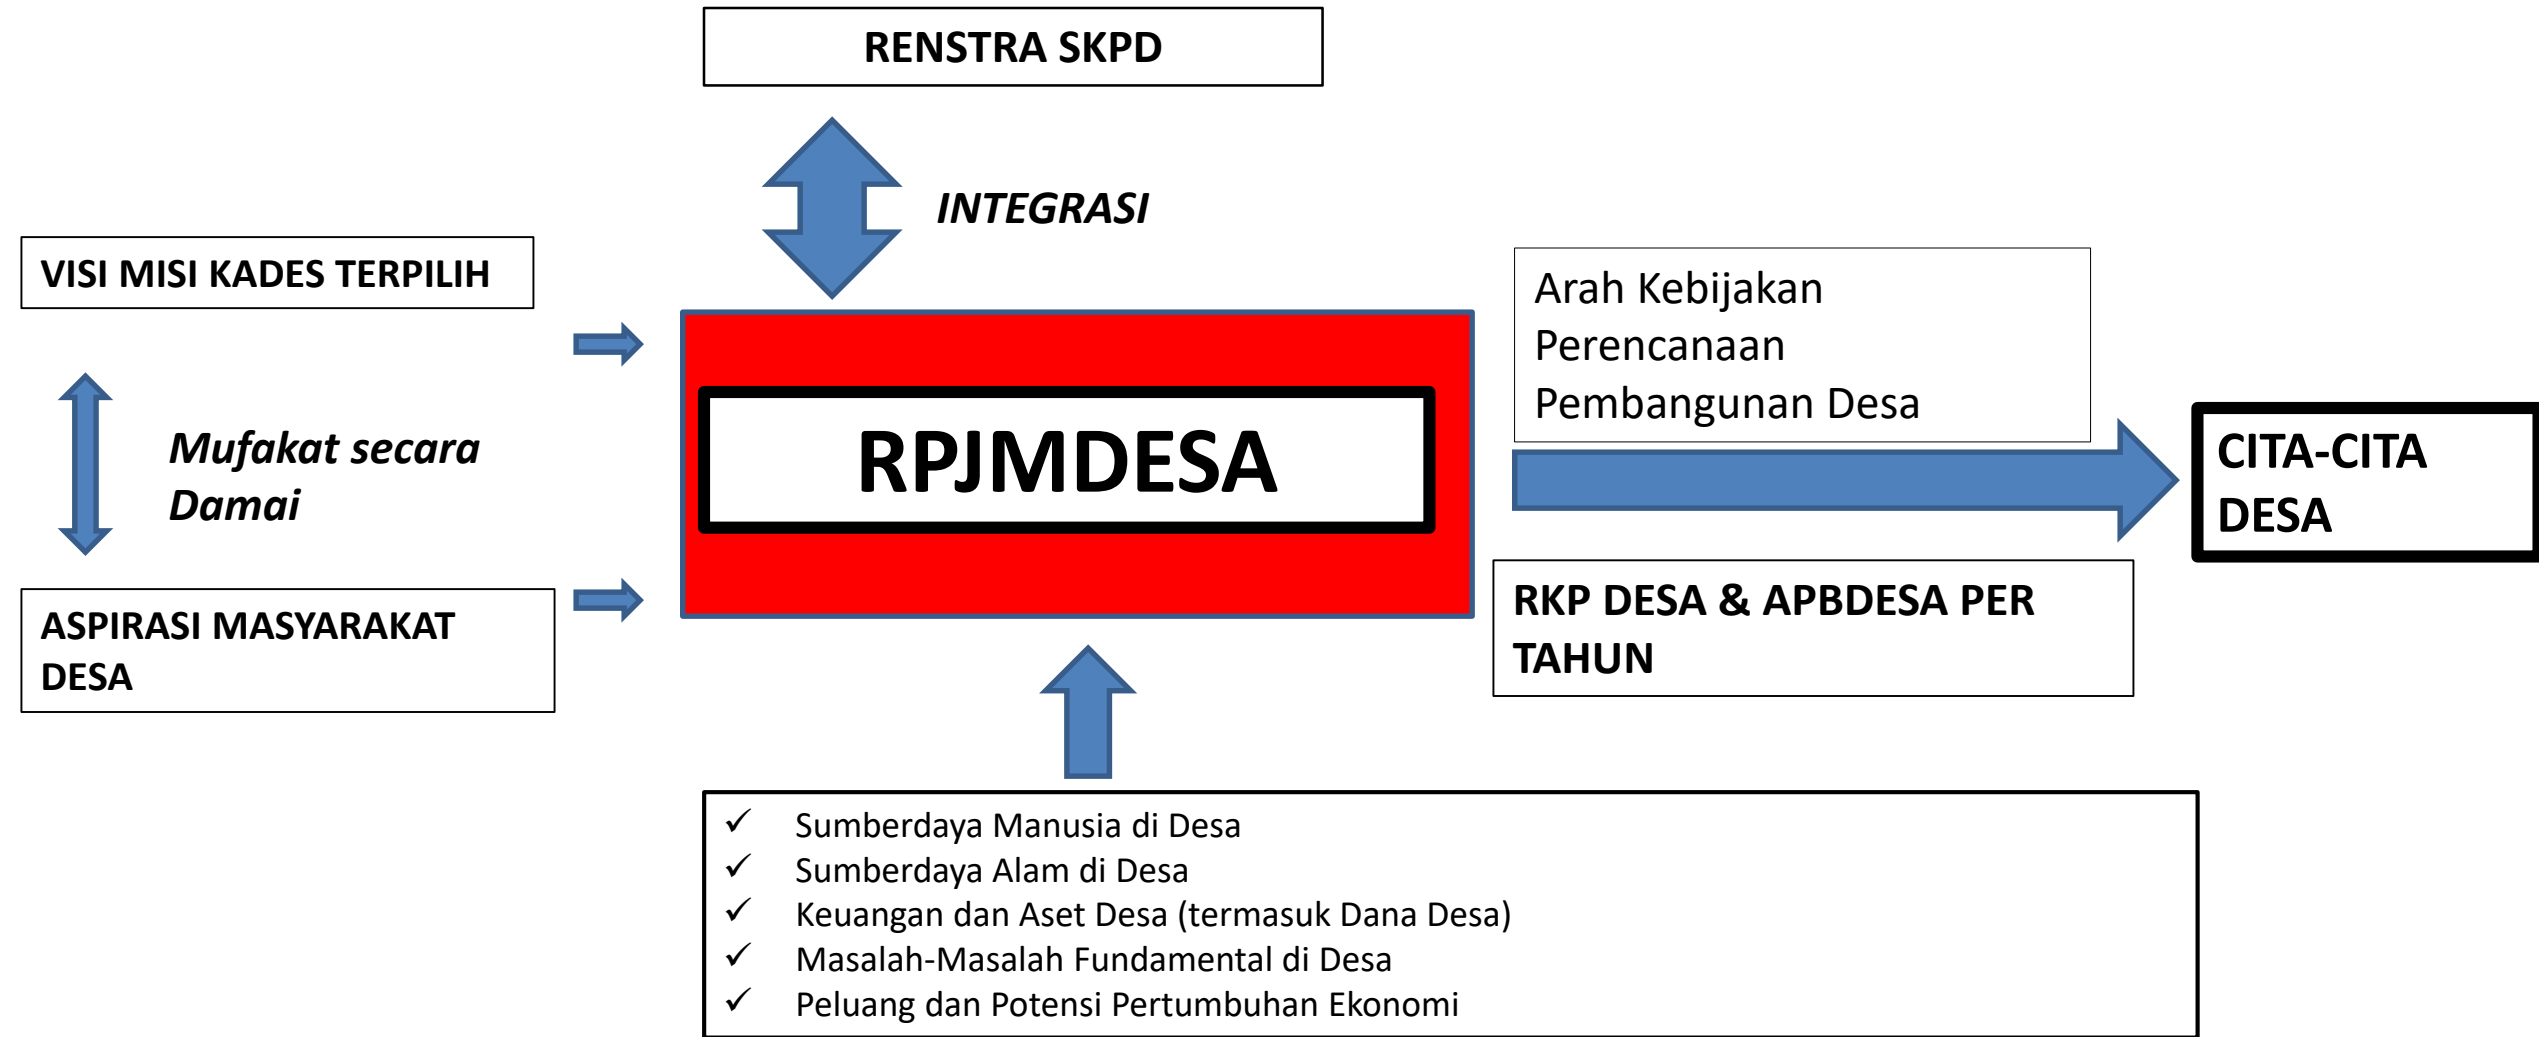 RENSTRA SKPD
INTEGRASI
VISI MISI KADES TERPILIH
Mufakat secara
Damai
ASPIRASI MASYARAKAT
DESA
RPJMDESA
Arah Kebijakan
Perencanaan
Pembangunan Desa
CITA-CITA
DESA
RKP DESA & APBDESA PER
TAHUN
✓ Sumberdaya Manusia di Desa
✓ Sumberdaya Alam di Desa
✓ Keuangan dan Aset Desa (termasuk Dana Desa)
✓ Masalah-Masalah Fundamental di Desa
✓ Peluang dan Potensi Pertumbuhan Ekonomi